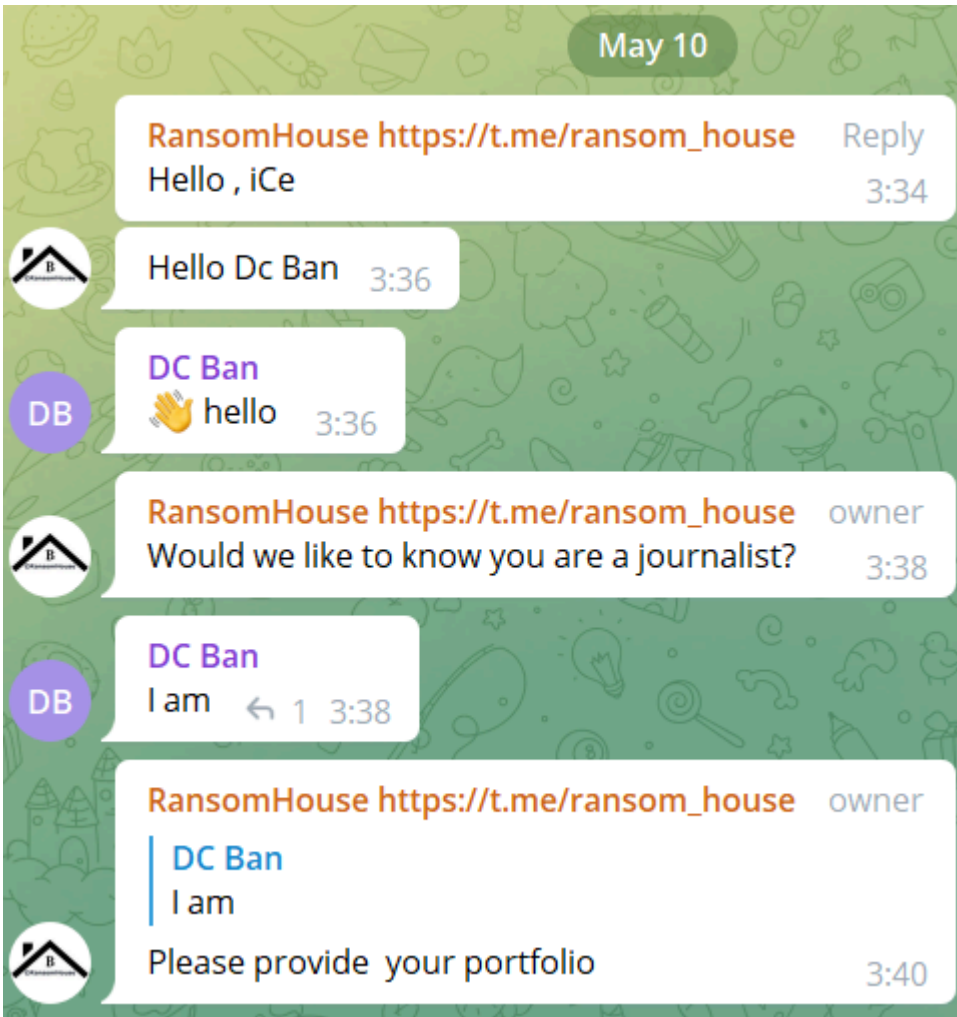 May 10
RansomHouse https://t.me/ransom_house Reply
Hello , iCe
3:34
B
Hello Dc Ban 3:36
DC Ban
DB
👋 hello 3:36
RansomHouse https://t.me/ransom_house owner
B
Would we like to know you are a journalist?
3:38
DC Ban
DB
I am 1 3:38
RansomHouse https://t.me/ransom_house owner
DC Ban
I am
B
Please provide your portfolio
3:40